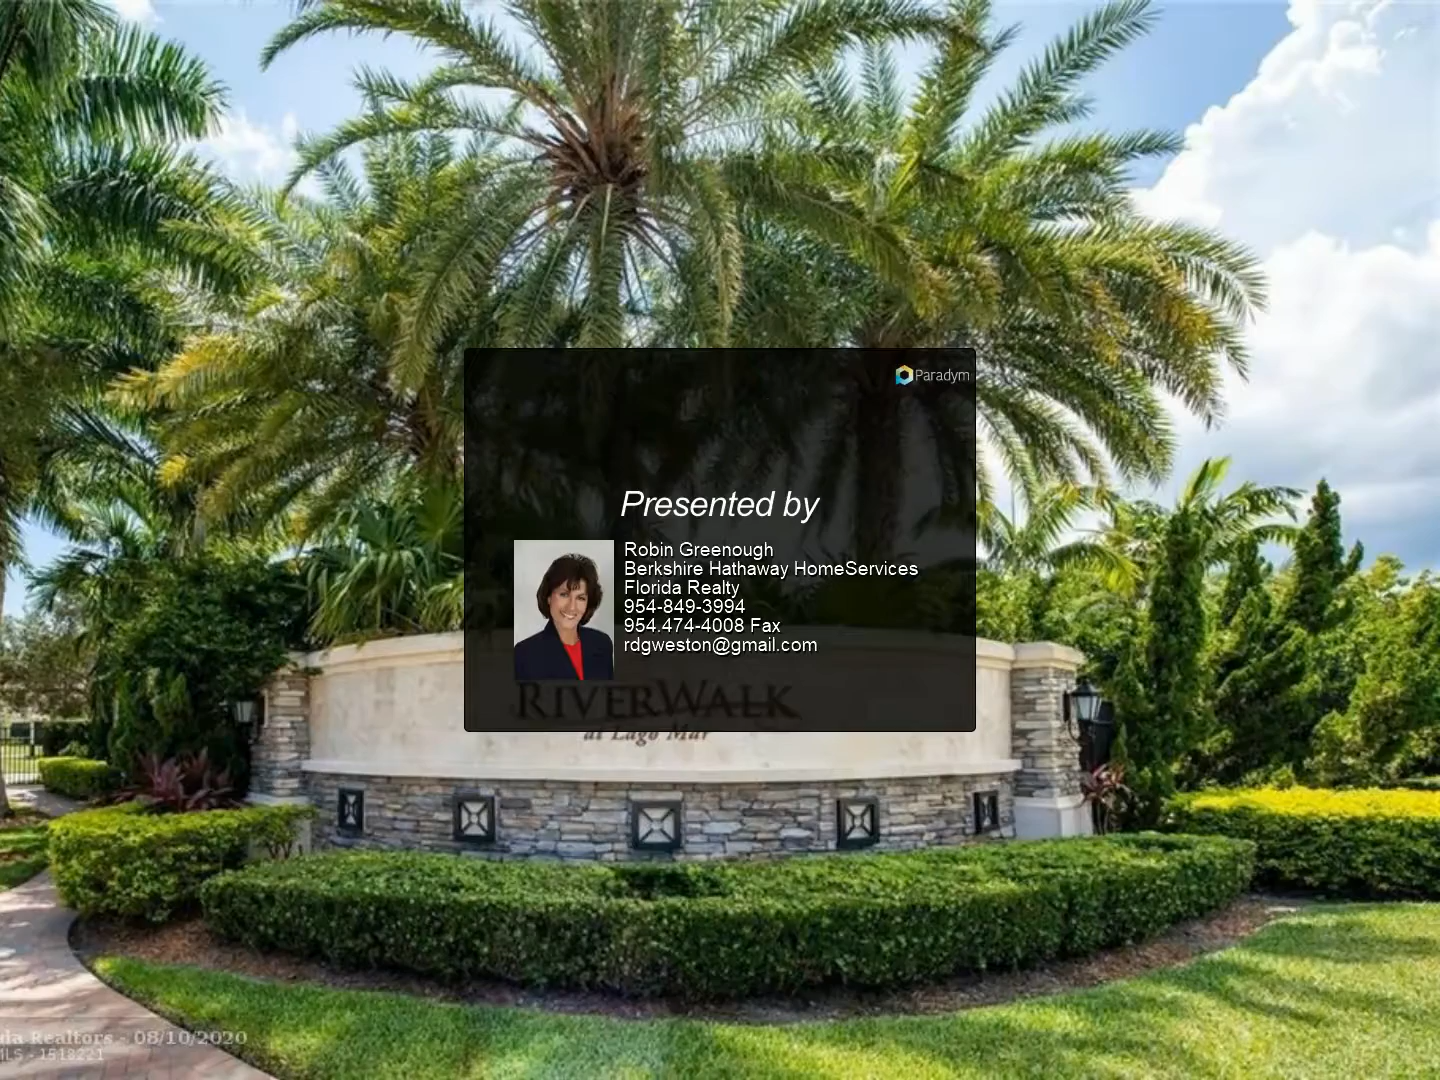 Paradym
Presented by
Robin Greenough
Berkshire Hathaway HomeServices
Florida Realty
954-849-3994
954.474-4008 Fax
rdgweston@gmail.com
RIVERWALK
at Lago Mar
Realtors - 08/10/2020
- 1518221